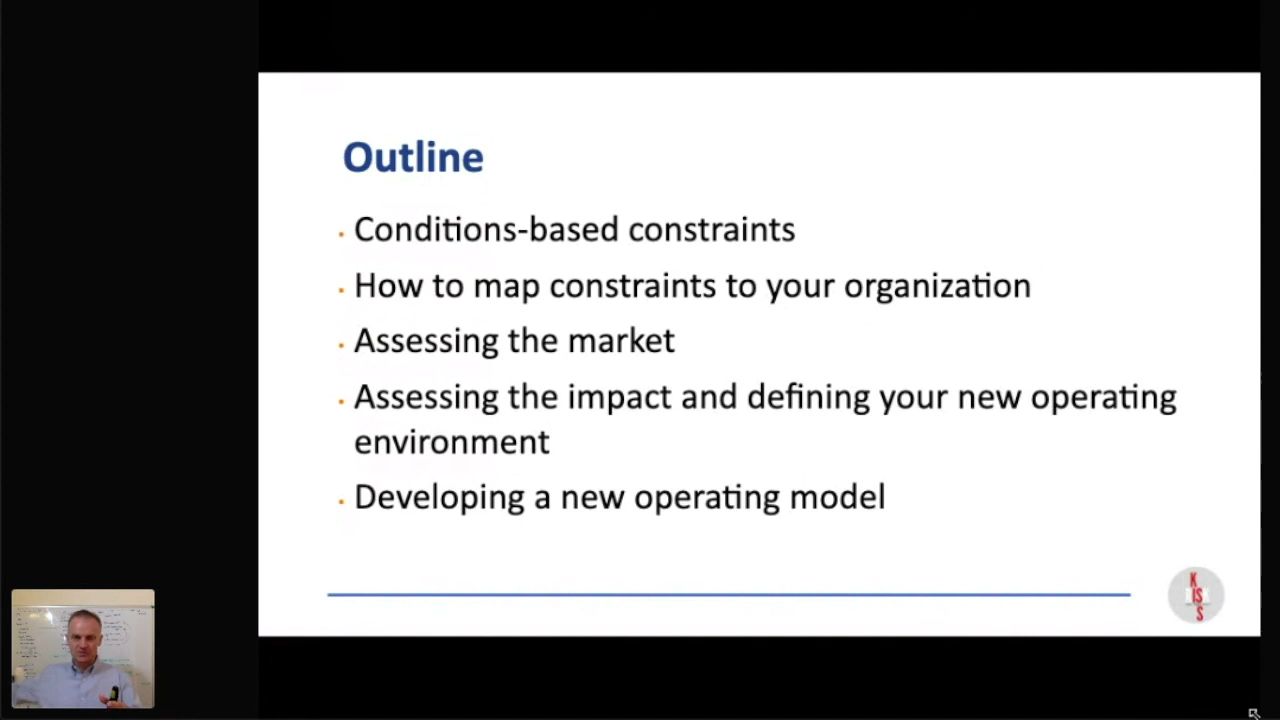 Outline
· Conditions-based constraints
· How to map constraints to your organization
· Assessing the market
· Assessing the impact and defining your new operating
environment
· Developing a new operating model
KISS